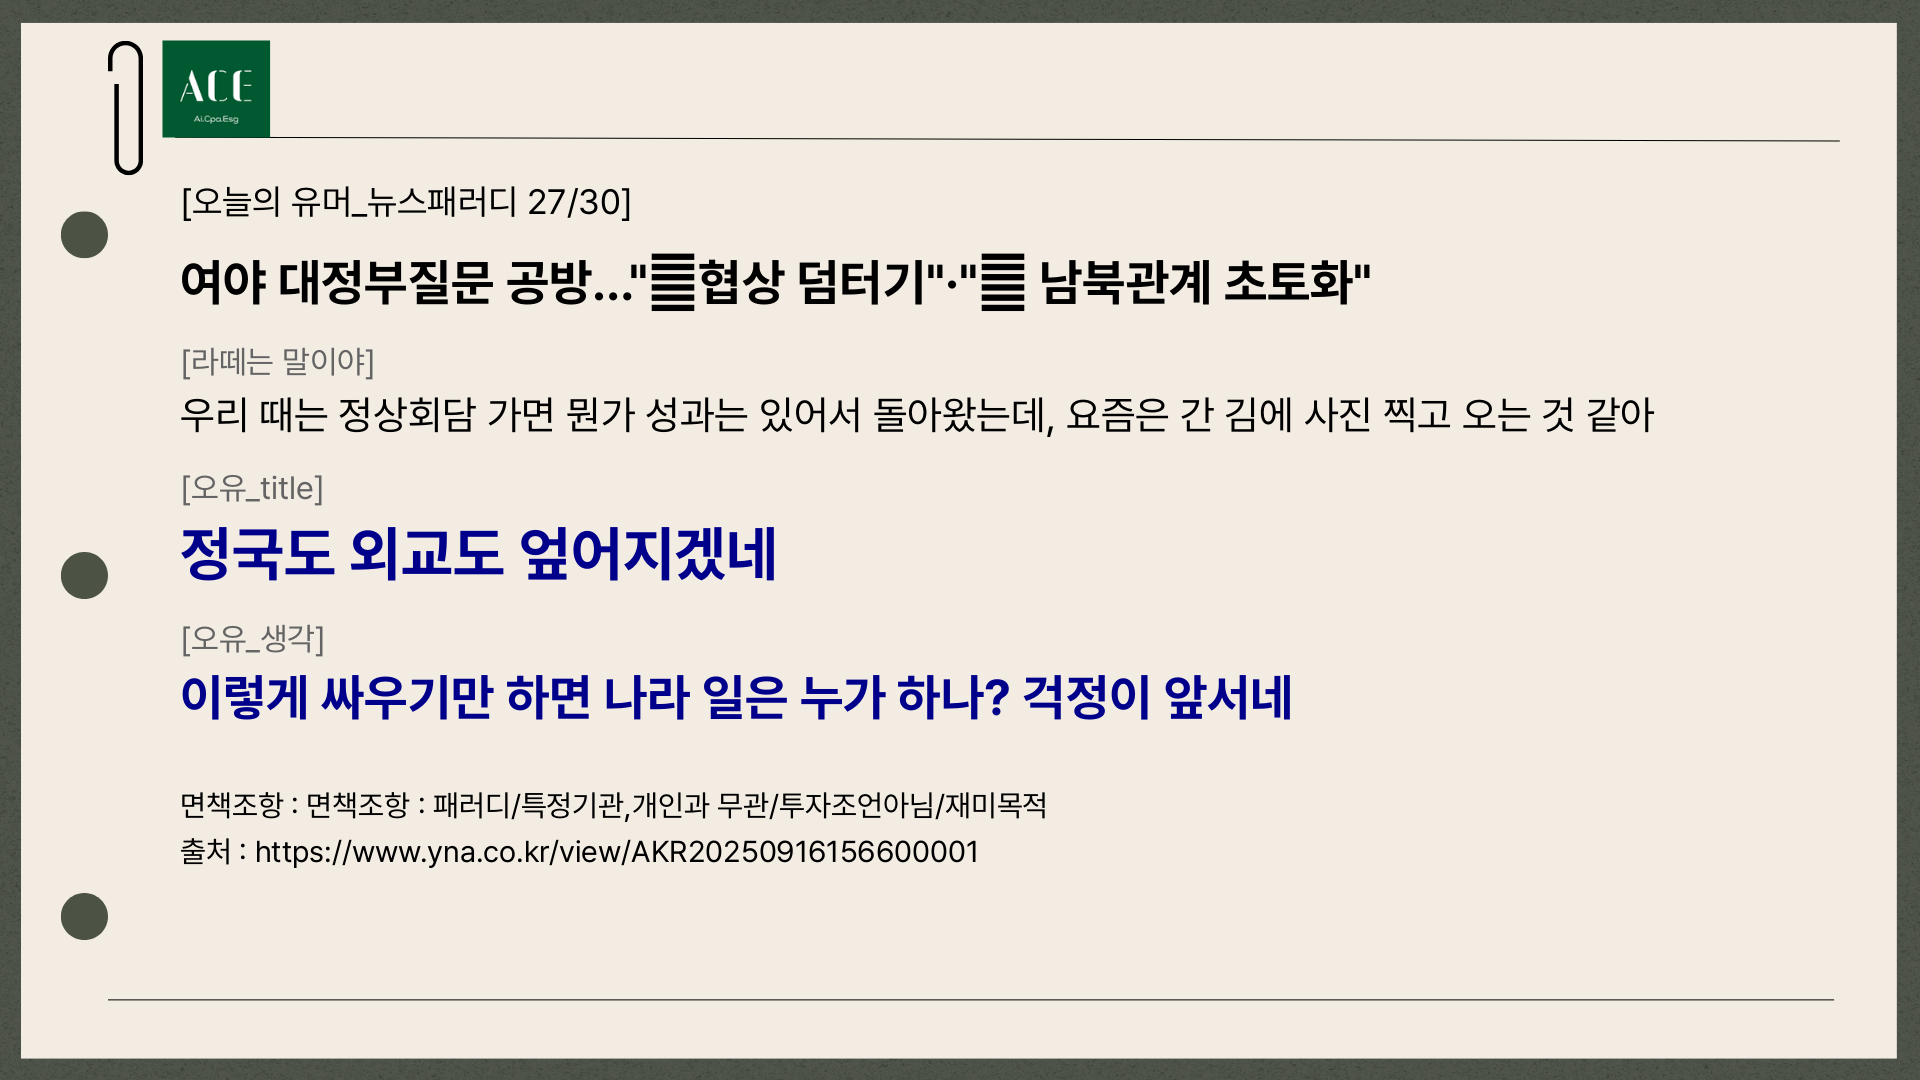 ACE
Ai.Cpa.Esg
[오늘의 유머_뉴스패러디 27/30]
여야 대정부질문 공방..."협상 덤터기"·" 남북관계 초토화"
[라떼는 말이야]
우리 때는 정상회담 가면 뭔가 성과는 있어서 돌아왔는데, 요즘은 간 김에 사진 찍고 오는 것 같아
[오유_title]
정국도 외교도 엎어지겠네
[오유_생각]
이렇게 싸우기만 하면 나라 일은 누가 하나? 걱정이 앞서네
면책조항 : 면책조항 : 패러디/특정기관,개인과 무관/투자조언아님/재미목적
출처 : https://www.yna.co.kr/view/AKR20250916156600001